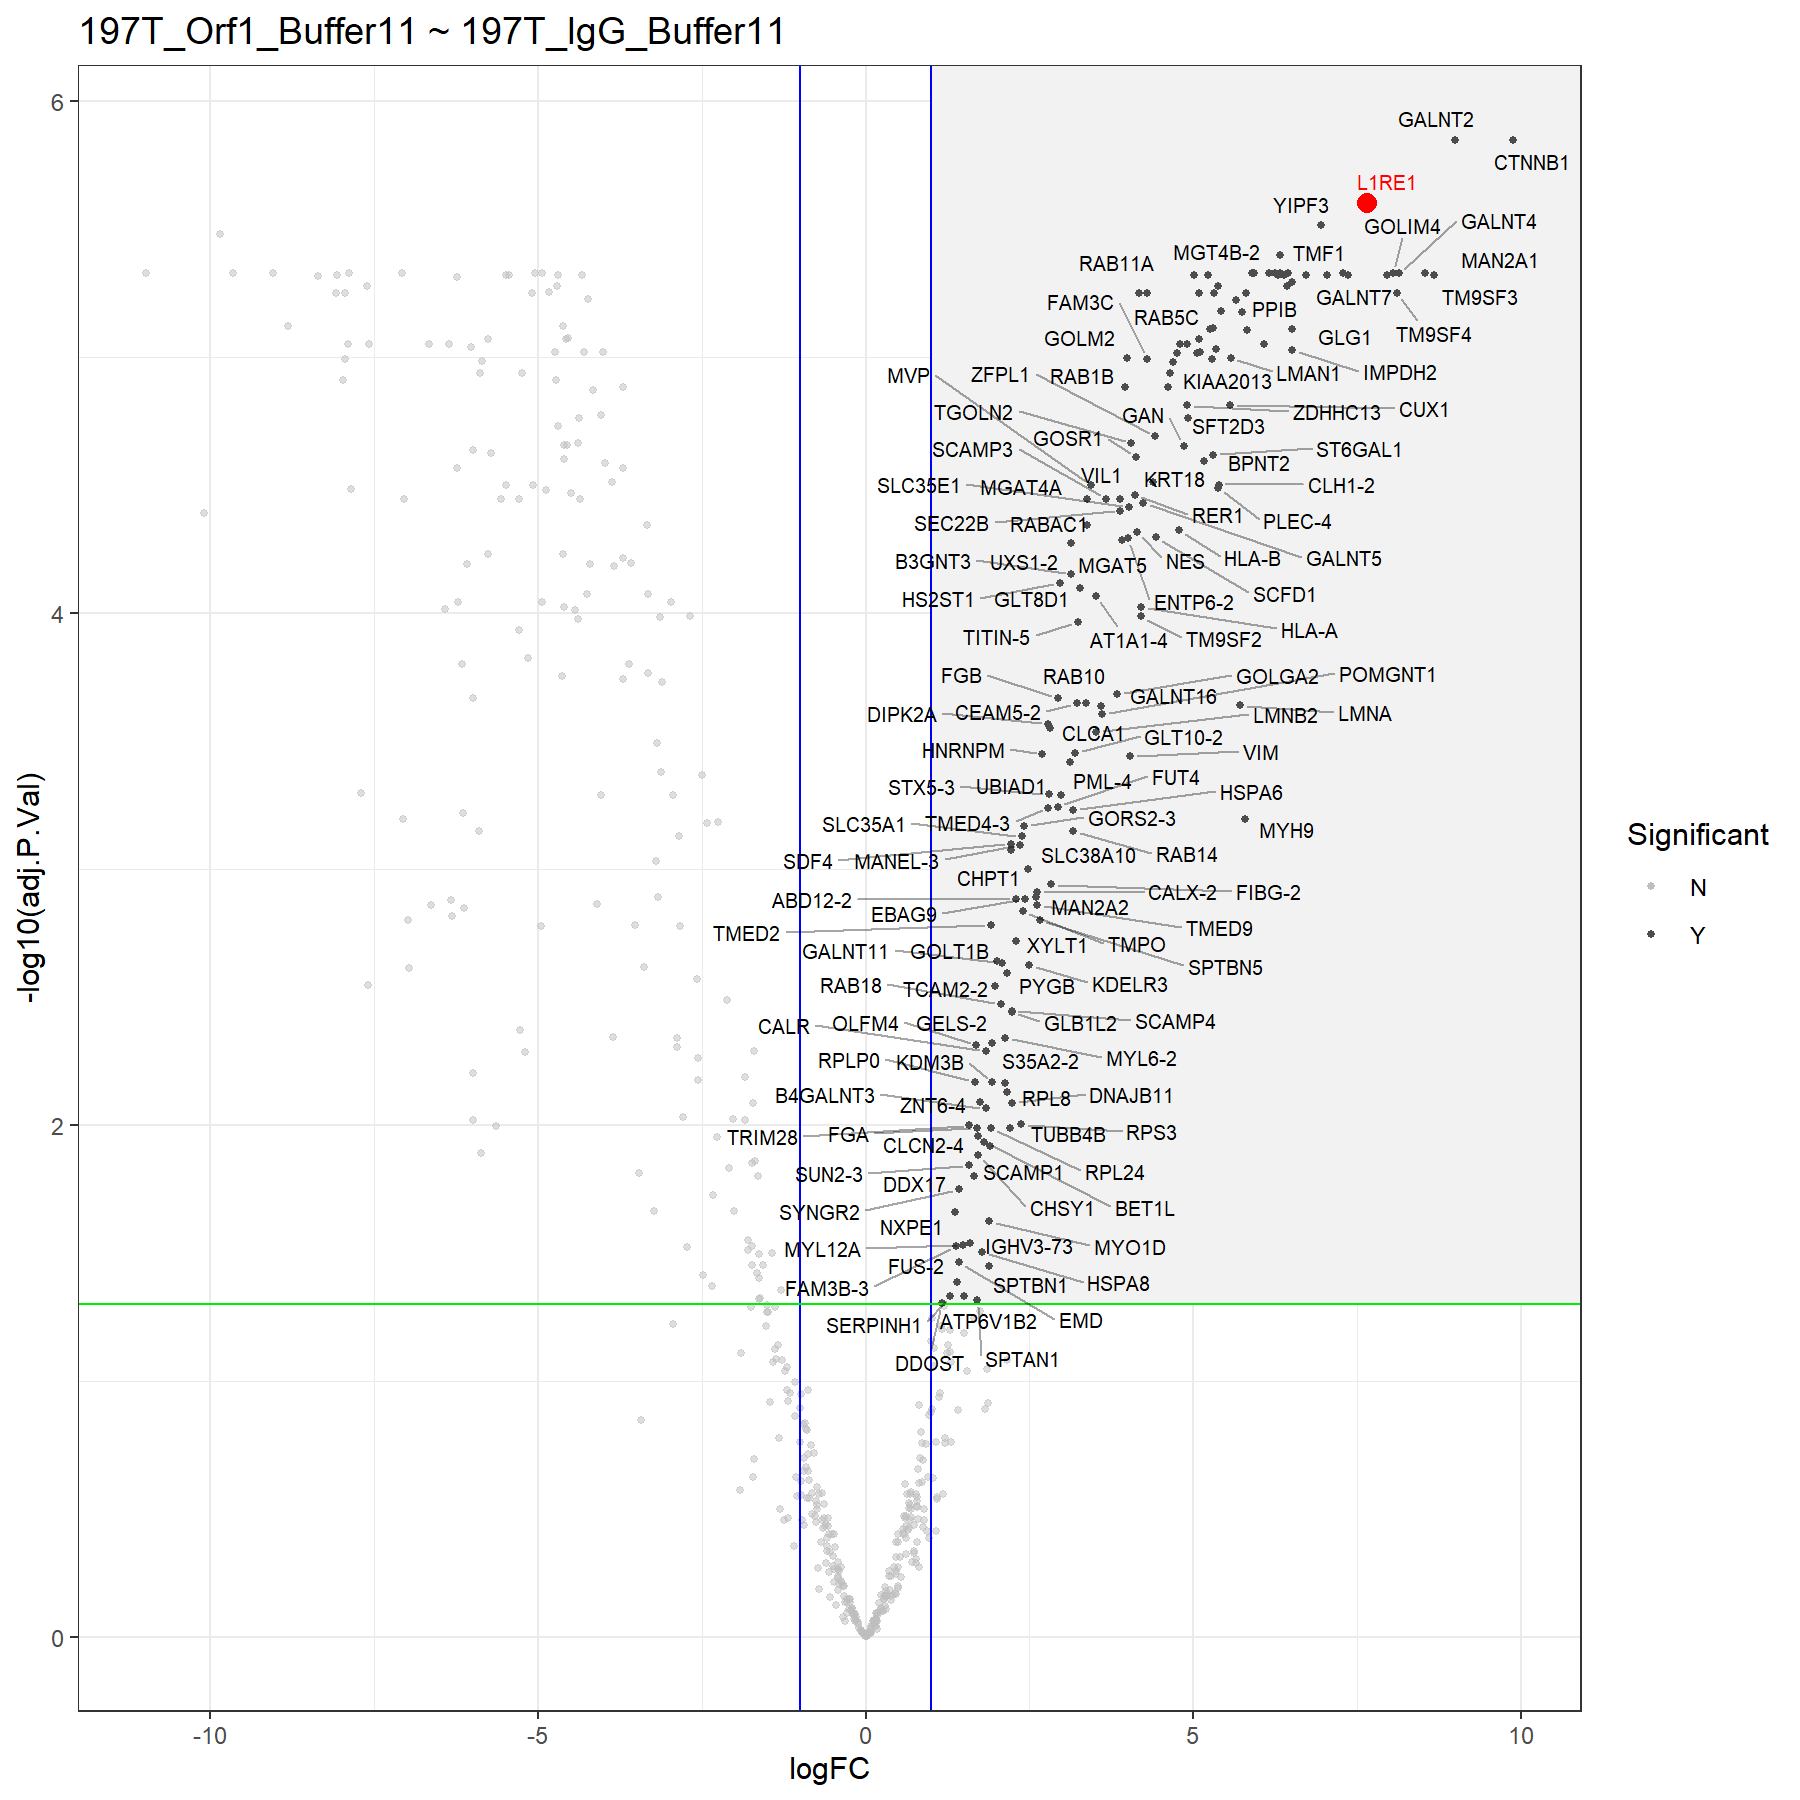 197T_Orf1_Buffer11 ~ 197T_IgG_Buffer11
6
4
2
0
-log10(adj.P.Val)
-10
-5
0
5
10
logFC
Significant
N
Y
GALNT2
CTNNB1
L1RE1
YIPF3
GOLIM4
GALNT4
MGT4B-2
TMF1
MAN2A1
RAB11A
FAM3C
RAB5C
PPIB
GALNT7
TM9SF3
TM9SF4
GOLM2
GLG1
MVP
ZFPL1
RAB1B
KIAA2013
LMAN1
IMPDH2
TGOLN2
GAN
ZDHHC13
CUX1
SFT2D3
GOSR1
SCAMP3
ST6GAL1
BPNT2
VIL1
KRT18
SLC35E1
MGAT4A
CLH1-2
SEC22B
RABAC1
RER1
PLEC-4
B3GNT3
UXS1-2
MGAT5
NES
HLA-B
GALNT5
HS2ST1
GLT8D1
ENTP6-2
SCFD1
TITIN-5
AT1A1-4
TM9SF2
HLA-A
FGB
RAB10
GOLGA2
POMGNT1
GALNT16
DIPK2A
CEAM5-2
LMNB2
LMNA
CLCA1
GLT10-2
HNRNPM
VIM
STX5-3
UBIAD1
PML-4
FUT4
HSPA6
SLC35A1
TMED4-3
GORS2-3
MYH9
SDF4
MANEL-3
SLC38A10
RAB14
CHPT1
CALX-2
FIBG-2
ABD12-2
EBAG9
MAN2A2
TMED2
TMED9
GALNT11
GOLT1B
XYLT1
TMPO
SPTBN5
RAB18
TCAM2-2
PYGB
KDELR3
CALR
OLFM4
GELS-2
GLB1L2
SCAMP4
RPLP0
KDM3B
S35A2-2
MYL6-2
B4GALNT3
ZNT6-4
RPL8
DNAJB11
TRIM28
FGA
CLCN2-4
TUBB4B
RPS3
SUN2-3
DDX17
SCAMP1
RPL24
SYNGR2
NXPE1
CHSY1
BET1L
MYL12A
IGHV3-73
MYO1D
FAM3B-3
FUS-2
SPTBN1
HSPA8
SERPINH1
ATP6V1B2
EMD
DDOST
SPTAN1